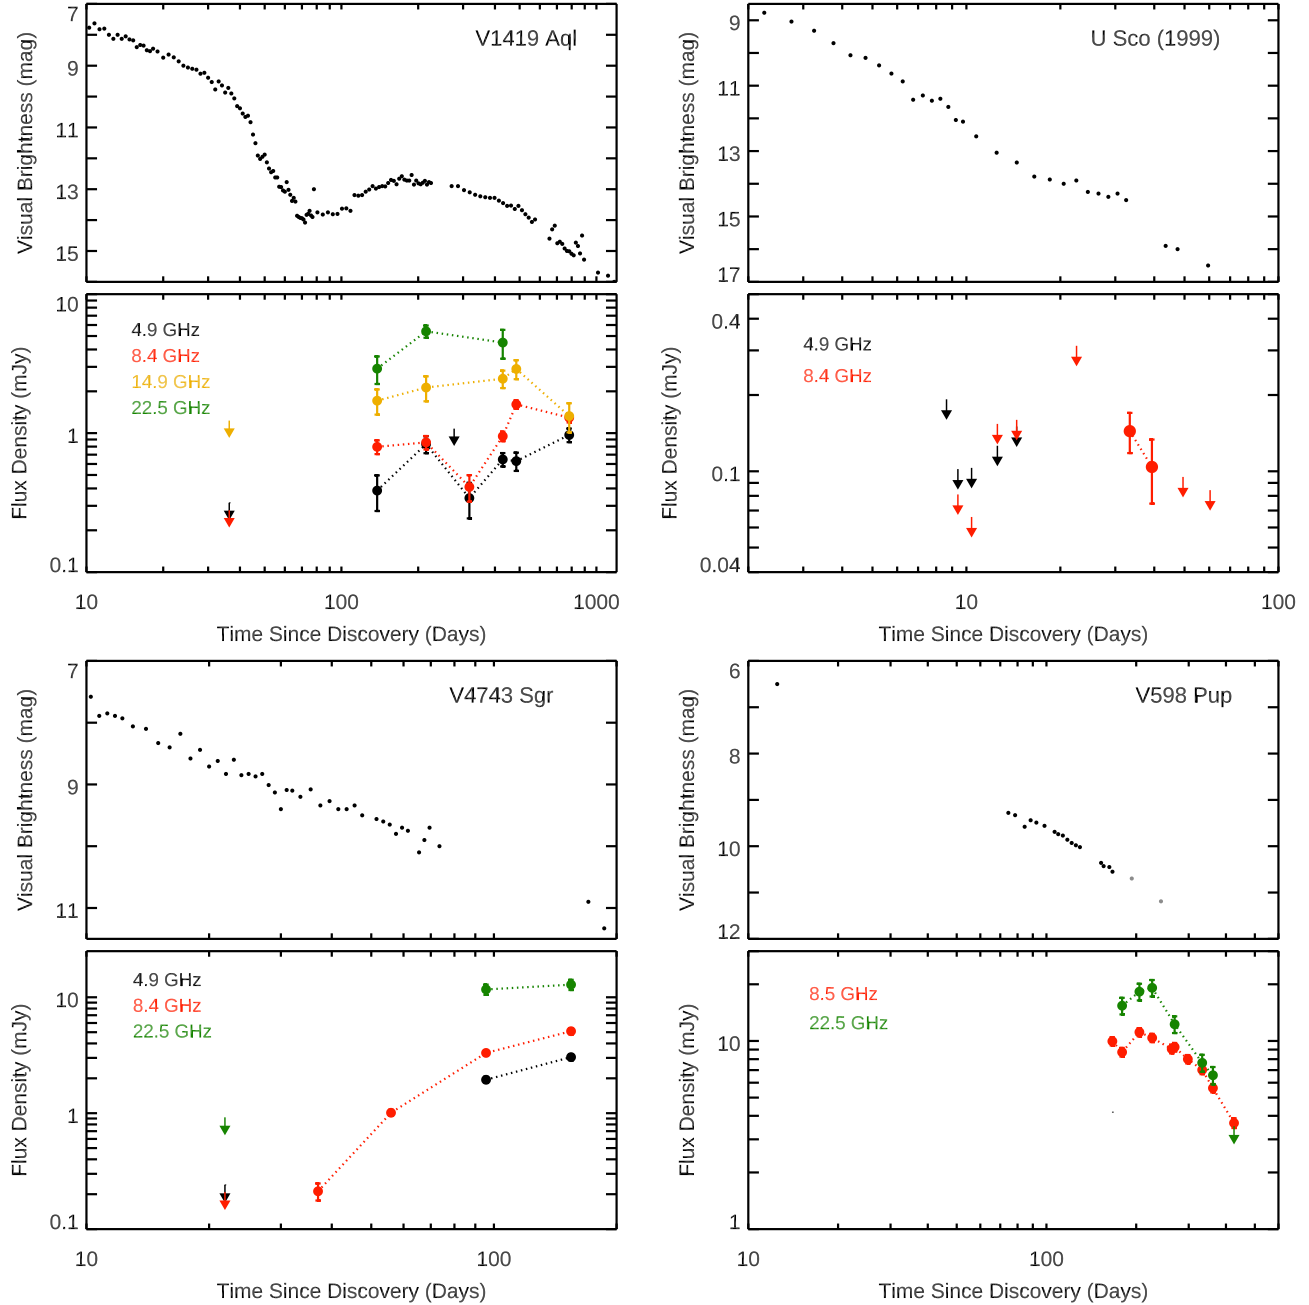 V1419 Aql
Visual Brightness (mag)
7
9
11
13
15
4.9 GHz
8.4 GHz
14.9 GHz
22.5 GHz
Flux Density (mJy)
10
1
0.1
10 100 1000
Time Since Discovery (Days)
U Sco (1999)
Visual Brightness (mag)
9
11
13
15
17
4.9 GHz
8.4 GHz
Flux Density (mJy)
0.4
0.1
0.04
10 100
Time Since Discovery (Days)
V4743 Sgr
Visual Brightness (mag)
7
9
11
4.9 GHz
8.4 GHz
22.5 GHz
Flux Density (mJy)
10
1
0.1
10 100
Time Since Discovery (Days)
V598 Pup
Visual Brightness (mag)
6
8
10
12
8.5 GHz
22.5 GHz
Flux Density (mJy)
10
1
10 100
Time Since Discovery (Days)